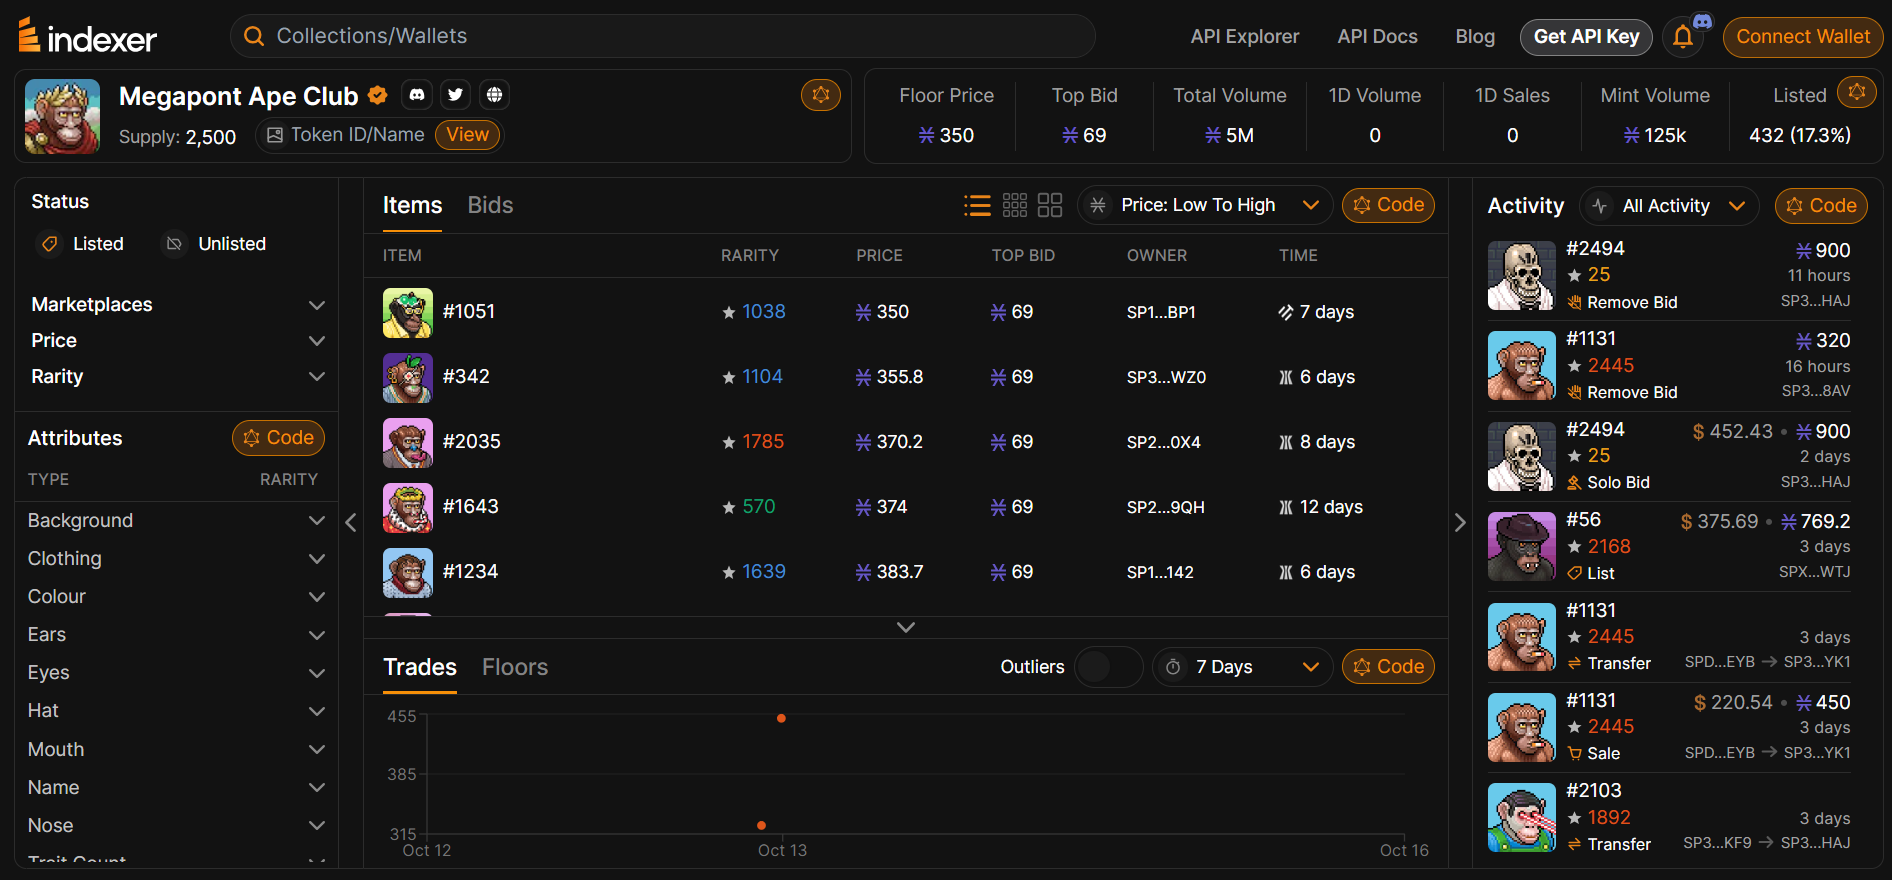 indexer
Collections/Wallets
API Explorer
API Docs
Blog
Get API Key
Connect Wallet
Megapont Ape Club
Supply: 2,500
Token ID/Name
View
Floor Price
350
Top Bid
69
Total Volume
5M
1D Volume
0
1D Sales
0
Mint Volume
125k
Listed
432 (17.3%)
Status
Listed
Unlisted
Marketplaces
Price
Rarity
Attributes
Code
TYPE RARITY
Background
Clothing
Colour
Ears
Eyes
Hat
Mouth
Name
Nose
Trait Count
Items
Bids
Price: Low To High
Code
ITEM RARITY PRICE TOP BID OWNER TIME
#1051 1038 350 69 SP1...BP1 7 days
#342 1104 355.8 69 SP3...WZ0 6 days
#2035 1785 370.2 69 SP2...0X4 8 days
#1643 570 374 69 SP2...9QH 12 days
#1234 1639 383.7 69 SP1...142 6 days
Trades
Floors
Outliers
7 Days
Code
455
385
315
Oct 12
Oct 13
Oct 16
Activity
All Activity
Code
#2494 900
25 11 hours
Remove Bid SP3...HAJ
#1131 320
2445 16 hours
Remove Bid SP3...8AV
#2494 $ 452.43 • 900
25 2 days
Solo Bid SP3...HAJ
#56 $ 375.69 • 769.2
2168 3 days
List SPX...WTJ
#1131
2445 3 days
Transfer SPD...EYB → SP3...YK1
#1131 $ 220.54 • 450
2445 3 days
Sale SPD...EYB → SP3...YK1
#2103
1892 3 days
Transfer SP3...KF9 → SP3...HAJ